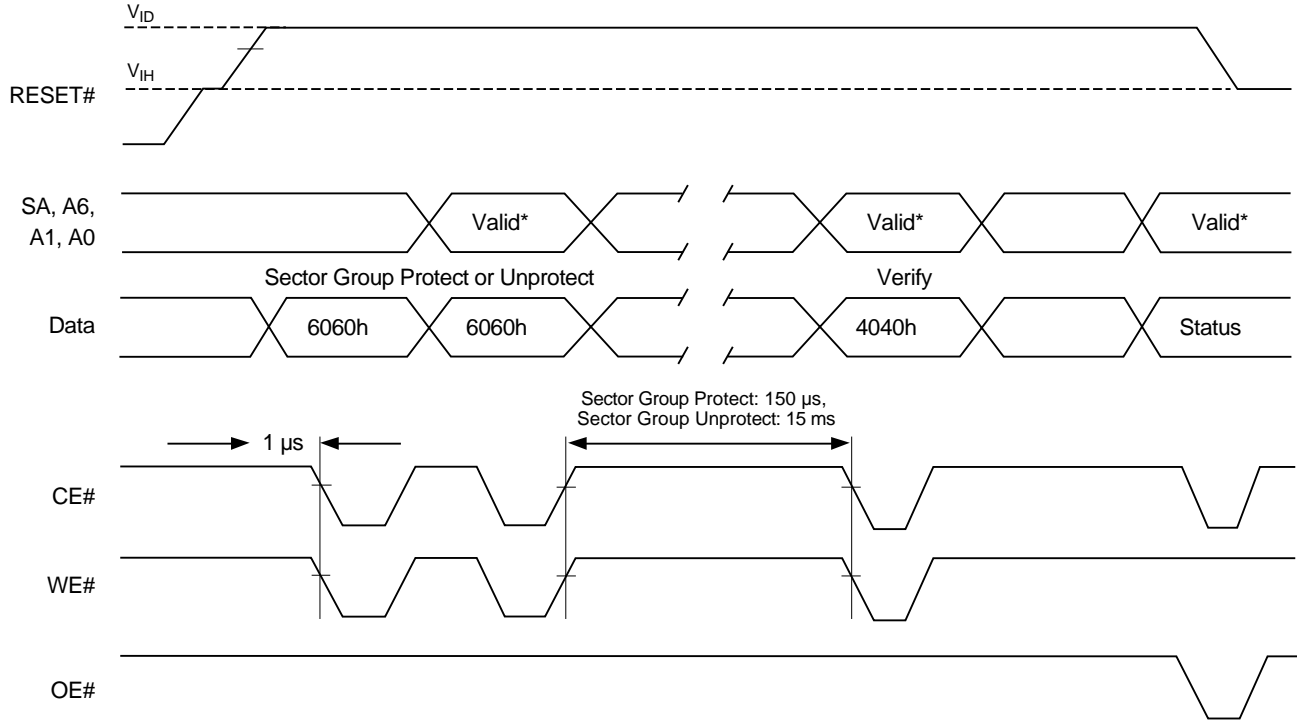 VID
VIH
RESET#
SA, A6,
A1, A0
Valid* Valid* Valid*
Sector Group Protect or Unprotect Verify
Data 6060h 6060h 4040h Status
Sector Group Protect: 150 µs,
Sector Group Unprotect: 15 ms
1 µs
CE#
WE#
OE#